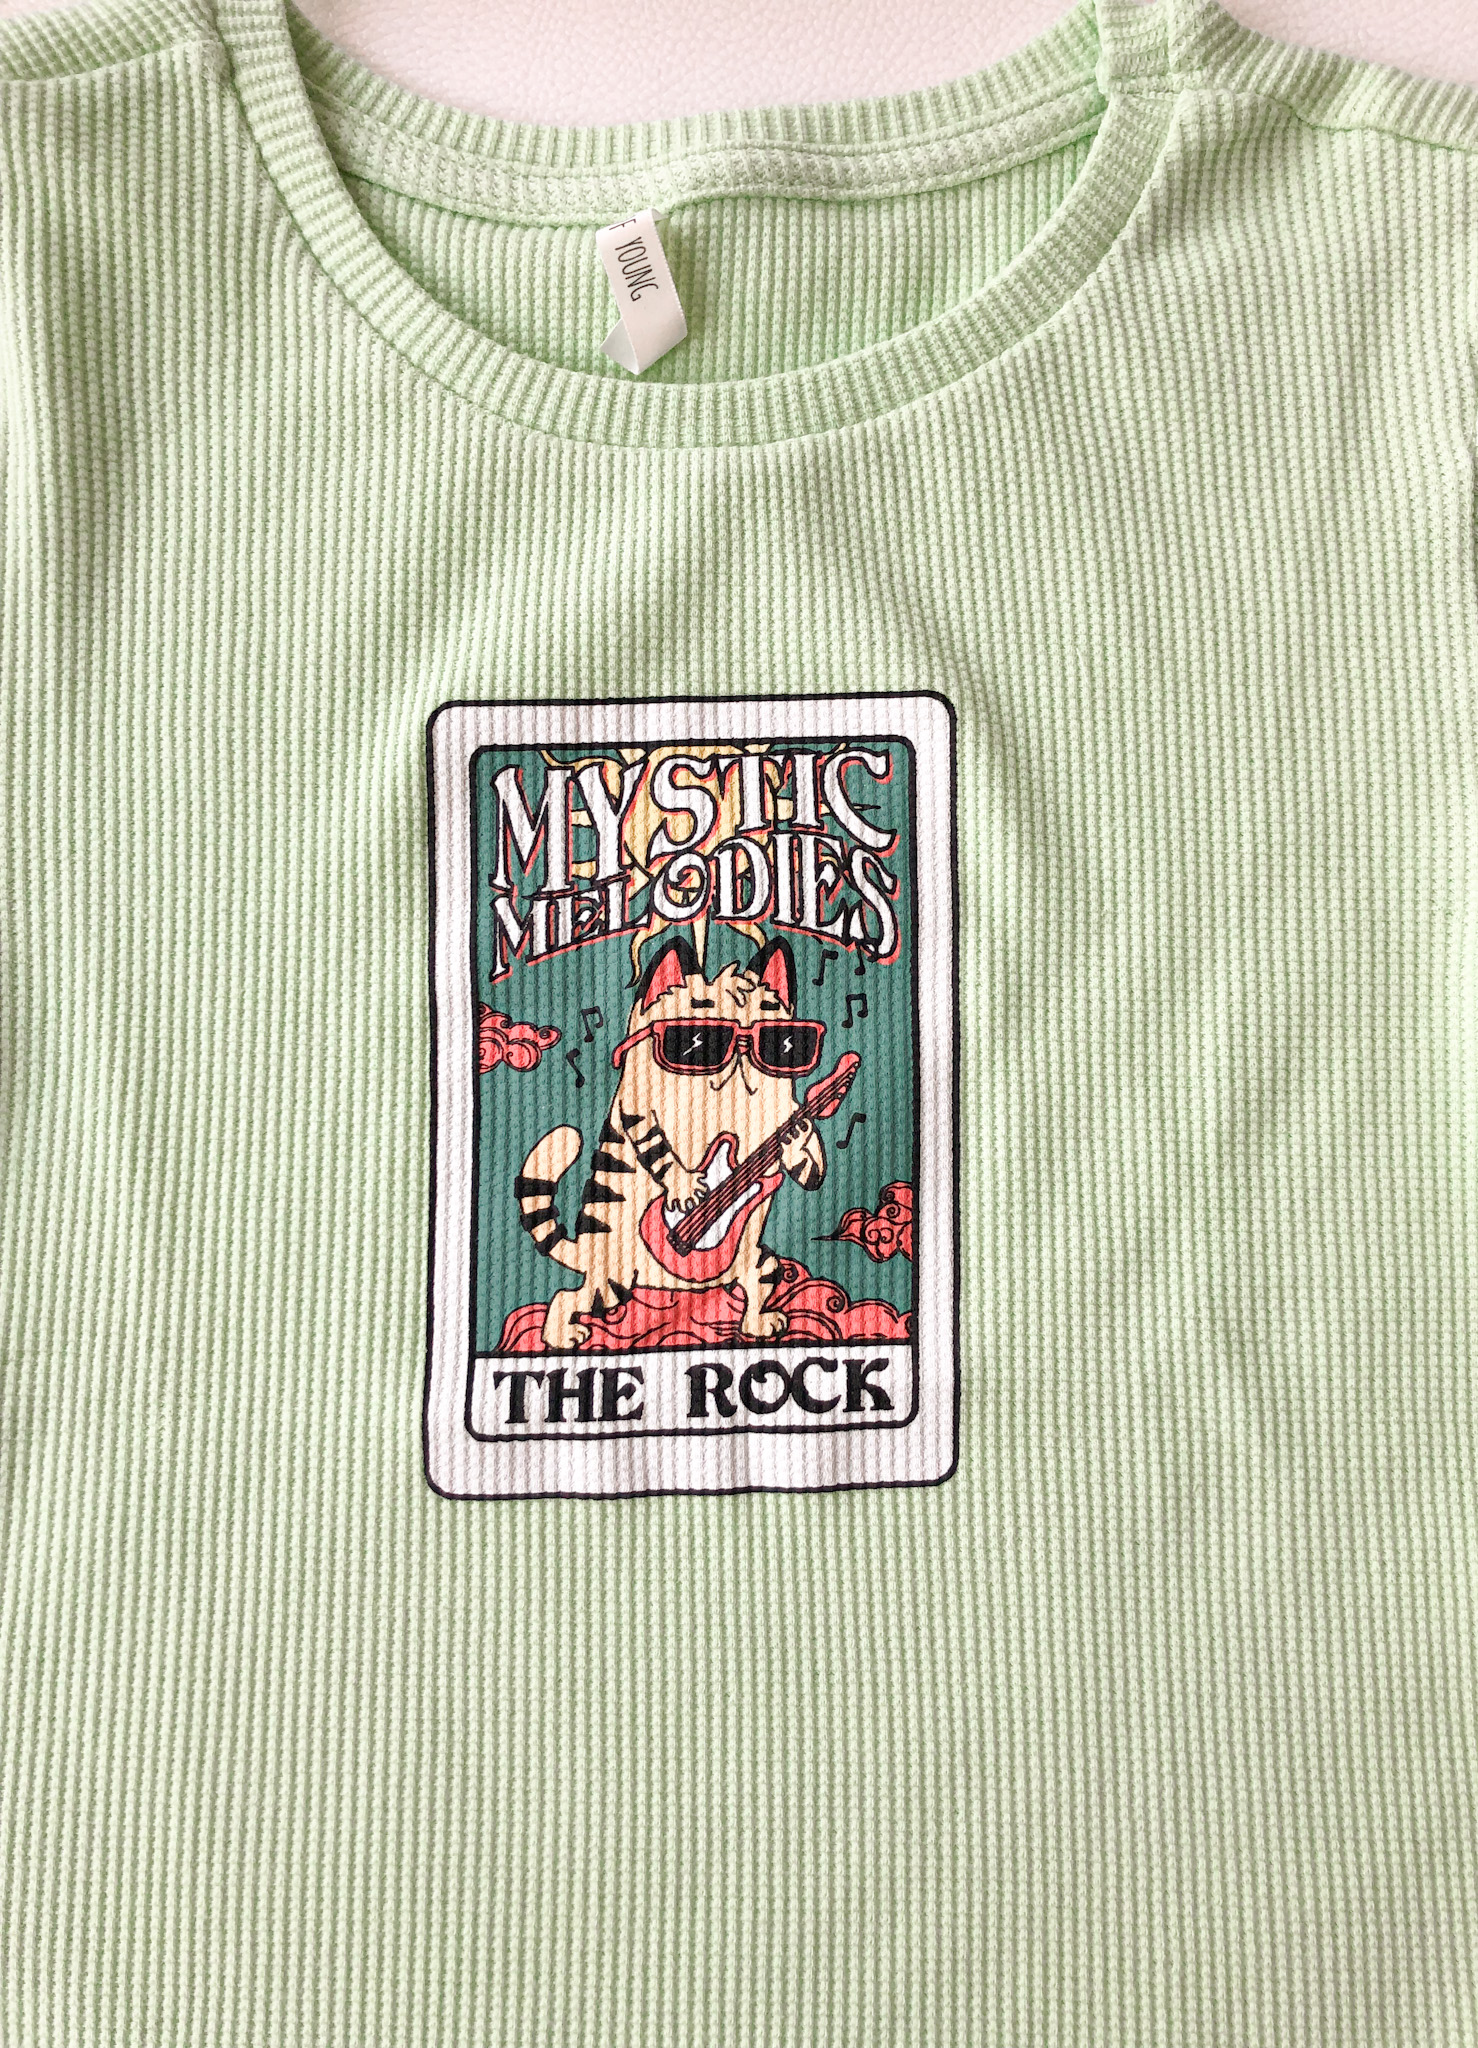 YOUNG
MYSTIC
MELODIES
THE ROCK